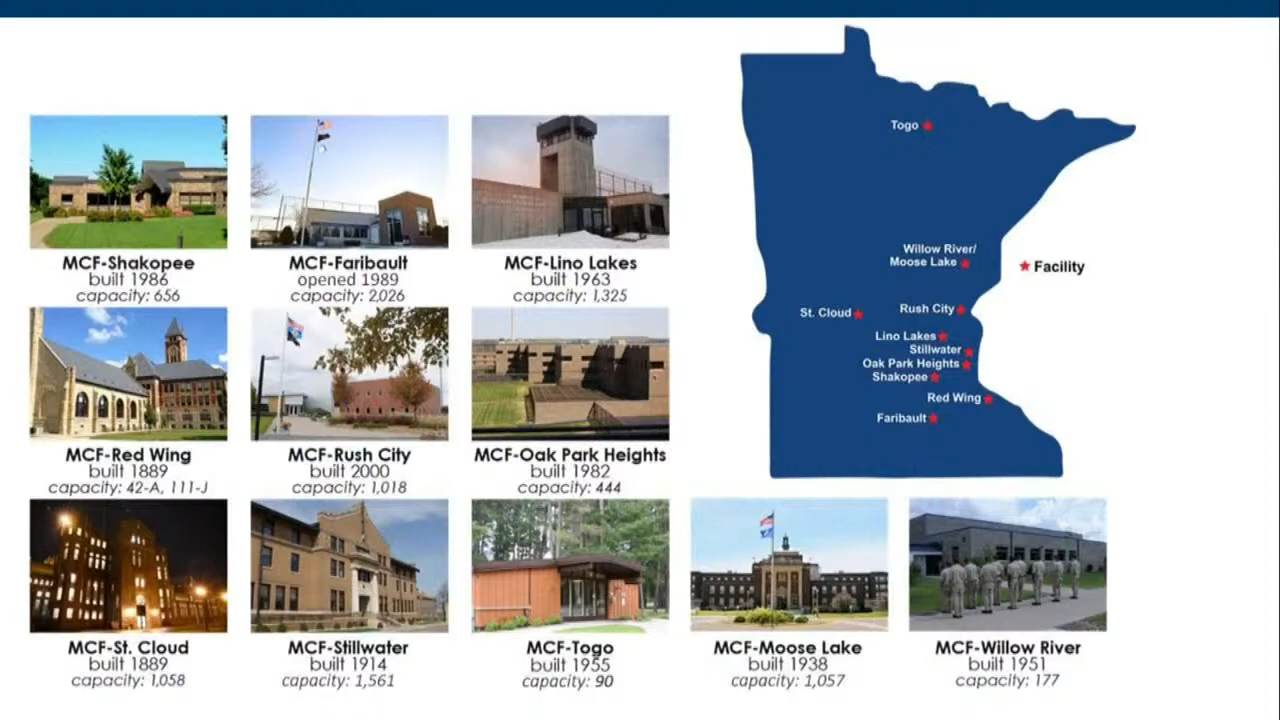 MCF-Shakopee
built 1986
capacity: 656
MCF-Faribault
opened 1989
capacity: 2,026
MCF-Lino Lakes
built 1963
capacity: 1,325
MCF-Red Wing
built 1889
capacity: 42-A, 111-J
MCF-Rush City
built 2000
capacity: 1,018
MCF-Oak Park Heights
built 1982
capacity: 444
MCF-St. Cloud
built 1889
capacity: 1,058
MCF-Stillwater
built 1914
capacity: 1,561
MCF-Togo
built 1955
capacity: 90
MCF-Moose Lake
built 1938
capacity: 1,057
MCF-Willow River
built 1951
capacity: 177
Togo
Willow River/
Moose Lake
Facility
St. Cloud
Rush City
Lino Lakes
Stillwater
Oak Park Heights
Shakopee
Red Wing
Faribault